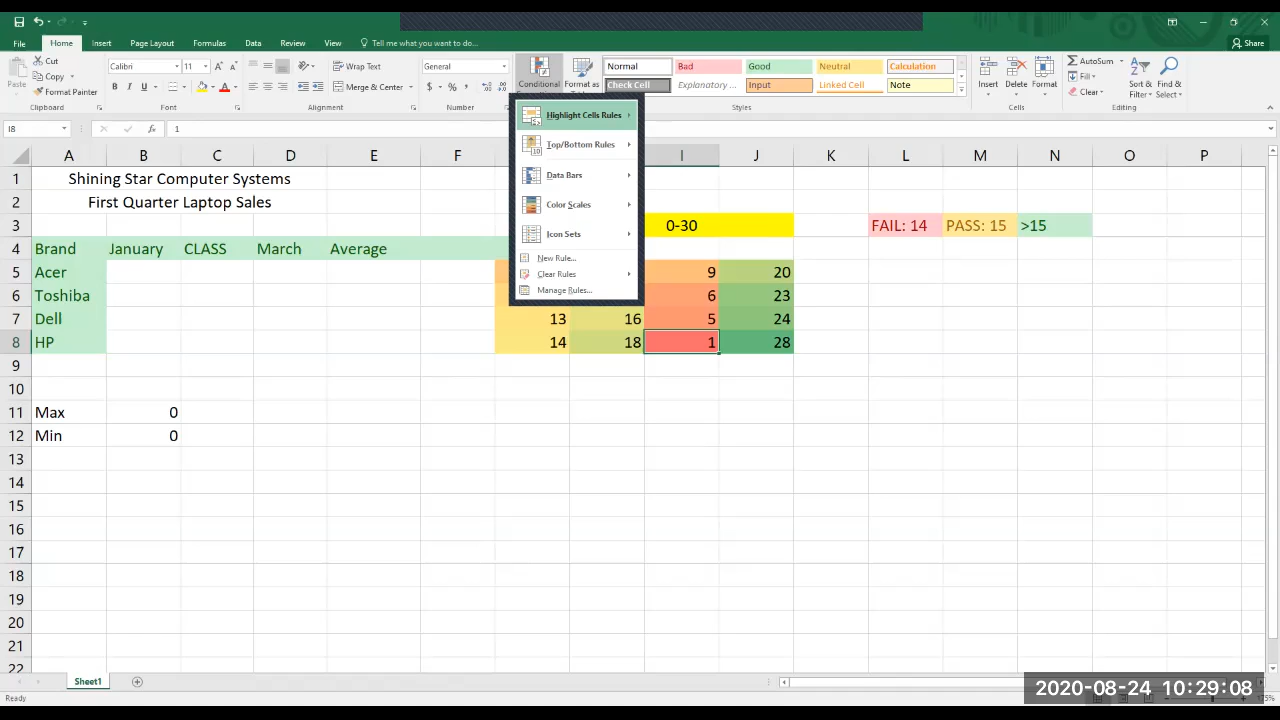 File Home Insert Page Layout Formulas Data Review View Tell me what you want to do... Share
Cut
Copy
Format Painter
Paste
Clipboard
Calibri 11
Font
Wrap Text
Merge & Center
Alignment
General
Number
Conditional
Format as
Normal Bad Good Neutral Calculation
Check Cell Explanatory ... Input Linked Cell Note
Styles
Insert Delete Format
Cells
AutoSum
Fill
Clear
Sort & Find &
Filter Select
Editing
I8 1
Highlight Cells Rules
Top/Bottom Rules
Data Bars
Color Scales
Icon Sets
New Rule...
Clear Rules
Manage Rules...
A B C D E F I J K L M N O P
1 Shining Star Computer Systems
2 First Quarter Laptop Sales
3 0-30 FAIL: 14 PASS: 15 >15
4 Brand January CLASS March Average
5 Acer 9 20
6 Toshiba 6 23
7 Dell 13 16 5 24
8 HP 14 18 1 28
9
10
11 Max 0
12 Min 0
13
14
15
16
17
18
19
20
21
22
Sheet1
Ready
2020-08-24 10:29:08